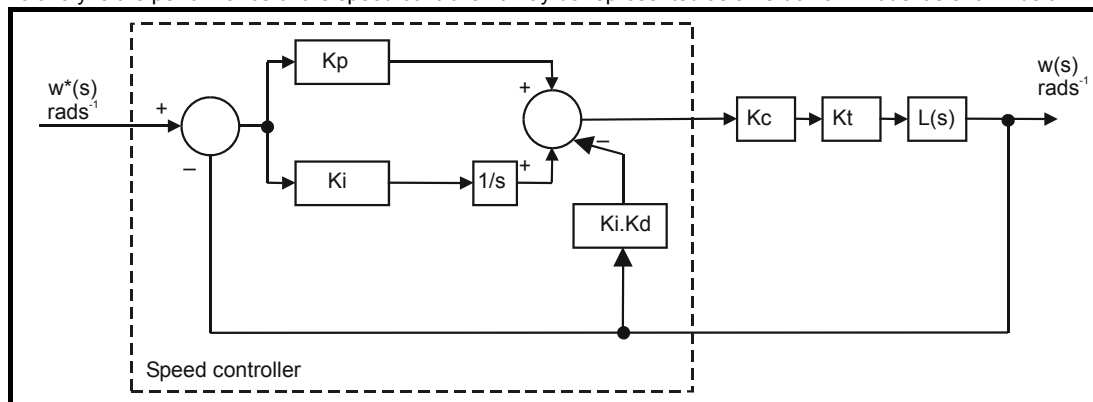 w*(s)
rads⁻¹
+
−
Kp
Ki
1/s
+
+
−
Ki.Kd
Kc
Kt
L(s)
w(s)
rads⁻¹
Speed controller